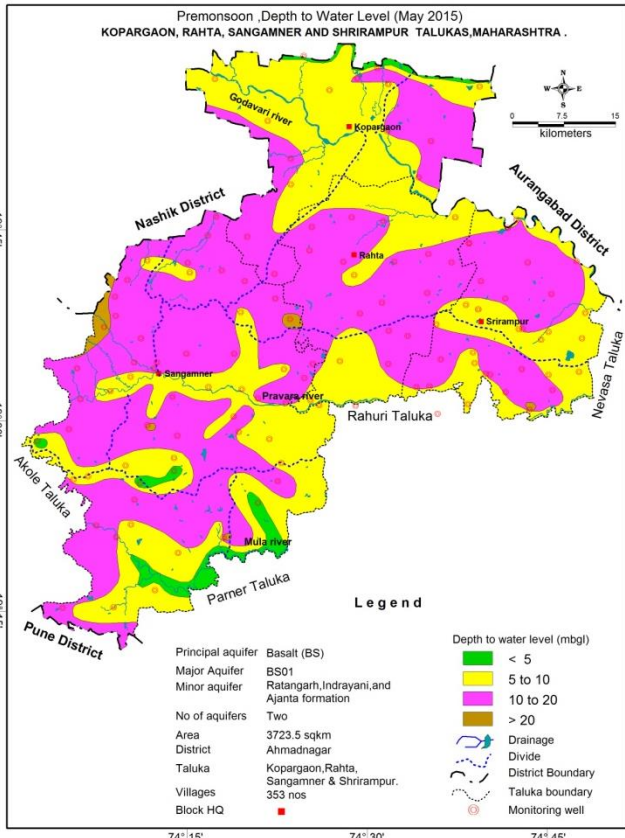 Premonsoon ,Depth to Water Level (May 2015)
KOPARGAON, RAHTA, SANGAMNER AND SHRIRAMPUR TALUKAS,MAHARASHTRA .
N
W E
S
0 7.5 15
kilometers
Godavari river
Kopargaon
Nashik District
Aurangabad District
Rahta
Srirampur
Sangamner
Pravara river
Nevasa Taluka
Rahuri Taluka
Akole Taluka
Mula river
Parner Taluka
Pune District
Legend
Principal aquifer Basalt (BS)
Major Aquifer BS01
Minor aquifer Ratangarh,Indrayani,and
Ajanta formation
No of aquifers Two
Area 3723.5 sqkm
District Ahmadnagar
Taluka Kopargaon,Rahta,
Sangamner & Shrirampur.
Villages 353 nos
Block HQ
Depth to water level (mbgl)
< 5
5 to 10
10 to 20
> 20
Drainage
Divide
District Boundary
Taluka boundary
Monitoring well
74° 15' 74° 30' 74° 45'